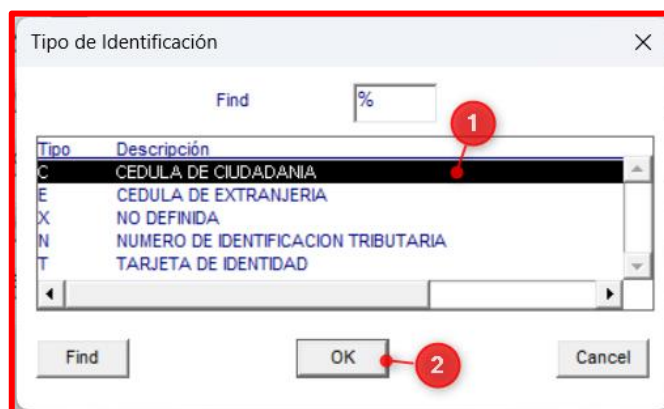 Tipo de Identificación
Find %
1
Tipo Descripción
C CEDULA DE CIUDADANIA
E CEDULA DE EXTRANJERIA
X NO DEFINIDA
N NUMERO DE IDENTIFICACION TRIBUTARIA
T TARJETA DE IDENTIDAD
Find OK 2 Cancel